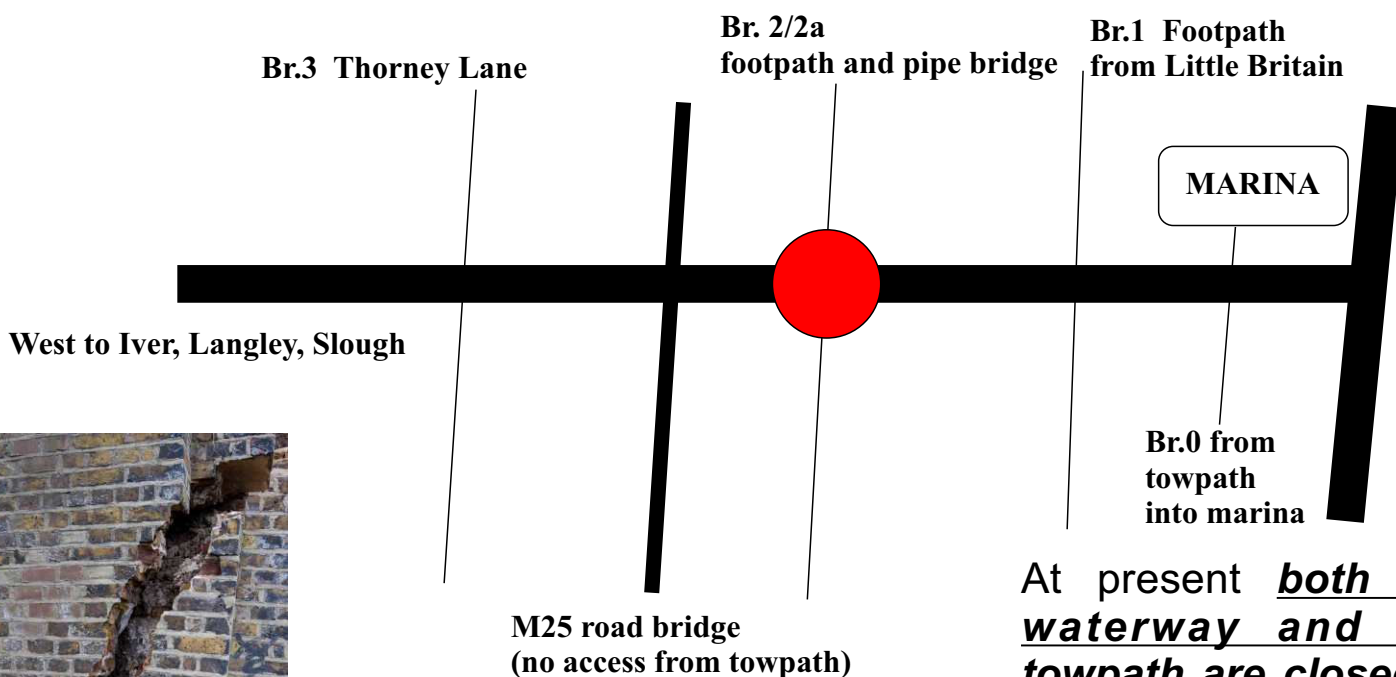 Br.3 Thorney Lane
Br. 2/2a
footpath and pipe bridge
Br.1 Footpath
from Little Britain
MARINA
West to Iver, Langley, Slough
Br.0 from
towpath
into marina
M25 road bridge
(no access from towpath)
At present both
waterway and
towpath are close